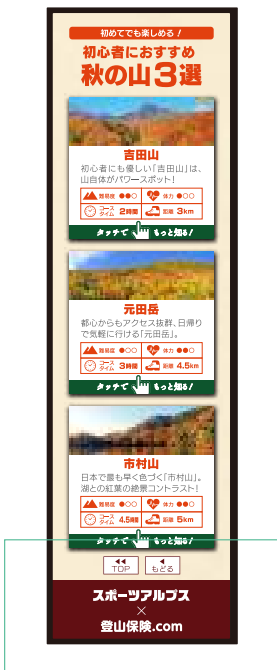 初めてでも楽しめる！
初心者におすすめ
秋の山3選
吉田山
初心者にも優しい「吉田山」は、
山自体がパワースポット！
難易度 ●●○ 体力 ●○○
コースタイム 2時間 距離 3km
タッチで もっと知る！
元田岳
都心からもアクセス抜群、日帰り
で気軽に行ける「元田岳」。
難易度 ●○○ 体力 ●●○
コースタイム 3時間 距離 4.5km
タッチで もっと知る！
市村山
日本で最も早く色づく「市村山」。
湖との紅葉の絶景コントラスト！
難易度 ●○○ 体力 ●●○
コースタイム 4.5時間 距離 5km
タッチで もっと知る！
◀◀ ◀
TOP もどる
スポーツアルプス
×
登山保険.com